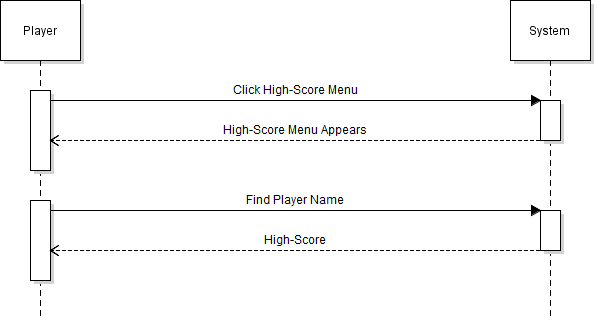 Player
System
Click High-Score Menu
High-Score Menu Appears
Find Player Name
High-Score